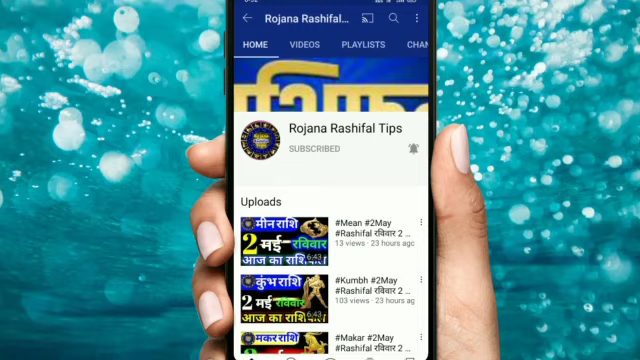 Rojana Rashifal...
HOME VIDEOS PLAYLISTS CHAN
Rojana Rashifal Tips
SUBSCRIBED
Uploads
मीन राशि
2 मई-रविवार
आज का राशिफल
6:43
#Mean #2May
#Rashifal रविवार 2 ...
13 views · 23 hours ago
कुंभ राशि
2 मई रविवार
आज का राशिफल
6:43
#Kumbh #2May
#Rashifal रविवार 2 ...
103 views · 23 hours ag
मकर राशि
#Makar #2May
#Rashifal रविवार 2 ...